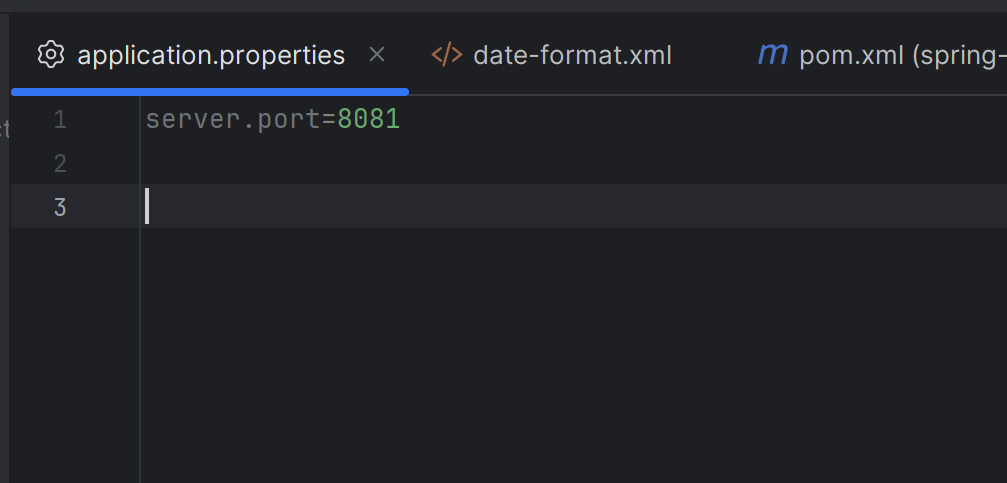 application.properties × date-format.xml m pom.xml (spring-
1 server.port=8081
2
3